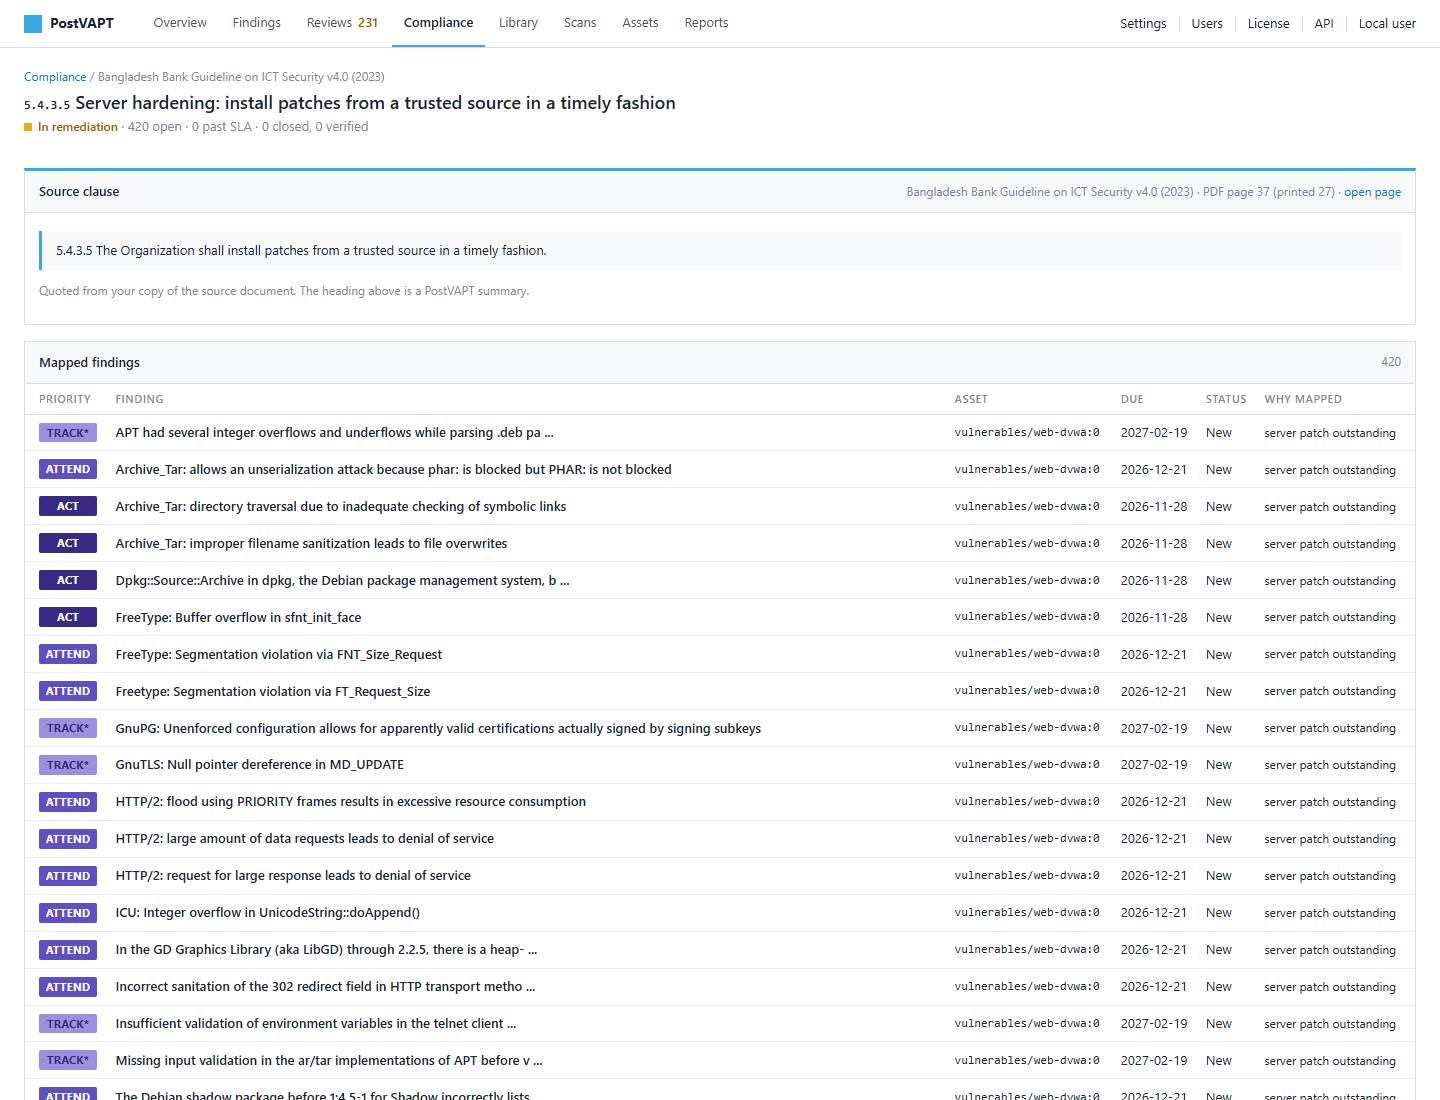 PostVAPT Overview Findings Reviews 231 Compliance Library Scans Assets Reports Settings Users License API Local user
Compliance / Bangladesh Bank Guideline on ICT Security v4.0 (2023)
5.4.3.5 Server hardening: install patches from a trusted source in a timely fashion
In remediation · 420 open · 0 past SLA · 0 closed, 0 verified
Source clause Bangladesh Bank Guideline on ICT Security v4.0 (2023) · PDF page 37 (printed 27) · open page
5.4.3.5 The Organization shall install patches from a trusted source in a timely fashion.
Quoted from your copy of the source document. The heading above is a PostVAPT summary.
Mapped findings 420
PRIORITY FINDING ASSET DUE STATUS WHY MAPPED
TRACK* APT had several integer overflows and underflows while parsing .deb pa ... vulnerables/web-dvwa:0 2027-02-19 New server patch outstanding
ATTEND Archive_Tar: allows an unserialization attack because phar: is blocked but PHAR: is not blocked vulnerables/web-dvwa:0 2026-12-21 New server patch outstanding
ACT Archive_Tar: directory traversal due to inadequate checking of symbolic links vulnerables/web-dvwa:0 2026-11-28 New server patch outstanding
ACT Archive_Tar: improper filename sanitization leads to file overwrites vulnerables/web-dvwa:0 2026-11-28 New server patch outstanding
ACT Dpkg::Source::Archive in dpkg, the Debian package management system, b ... vulnerables/web-dvwa:0 2026-11-28 New server patch outstanding
ACT FreeType: Buffer overflow in sfnt_init_face vulnerables/web-dvwa:0 2026-11-28 New server patch outstanding
ATTEND FreeType: Segmentation violation via FNT_Size_Request vulnerables/web-dvwa:0 2026-12-21 New server patch outstanding
ATTEND Freetype: Segmentation violation via FT_Request_Size vulnerables/web-dvwa:0 2026-12-21 New server patch outstanding
TRACK* GnuPG: Unenforced configuration allows for apparently valid certifications actually signed by signing subkeys vulnerables/web-dvwa:0 2027-02-19 New server patch outstanding
TRACK* GnuTLS: Null pointer dereference in MD_UPDATE vulnerables/web-dvwa:0 2027-02-19 New server patch outstanding
ATTEND HTTP/2: flood using PRIORITY frames results in excessive resource consumption vulnerables/web-dvwa:0 2026-12-21 New server patch outstanding
ATTEND HTTP/2: large amount of data requests leads to denial of service vulnerables/web-dvwa:0 2026-12-21 New server patch outstanding
ATTEND HTTP/2: request for large response leads to denial of service vulnerables/web-dvwa:0 2026-12-21 New server patch outstanding
ATTEND ICU: Integer overflow in UnicodeString::doAppend() vulnerables/web-dvwa:0 2026-12-21 New server patch outstanding
ATTEND In the GD Graphics Library (aka LibGD) through 2.2.5, there is a heap- ... vulnerables/web-dvwa:0 2026-12-21 New server patch outstanding
ATTEND Incorrect sanitation of the 302 redirect field in HTTP transport metho ... vulnerables/web-dvwa:0 2026-12-21 New server patch outstanding
TRACK* Insufficient validation of environment variables in the telnet client ... vulnerables/web-dvwa:0 2027-02-19 New server patch outstanding
TRACK* Missing input validation in the ar/tar implementations of APT before v ... vulnerables/web-dvwa:0 2027-02-19 New server patch outstanding
ATTEND The Debian shadow package before 1:4.5-1 for Shadow incorrectly lists vulnerables/web-dvwa:0 2026-12-21 New server patch outstanding